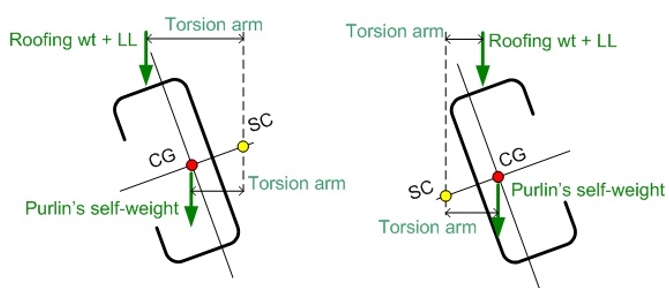 Torsion arm
Roofing wt + LL
SC
CG
Torsion arm
Purlin's self-weight
Torsion arm
Roofing wt + LL
CG
SC
Purlin's self-weight
Torsion arm